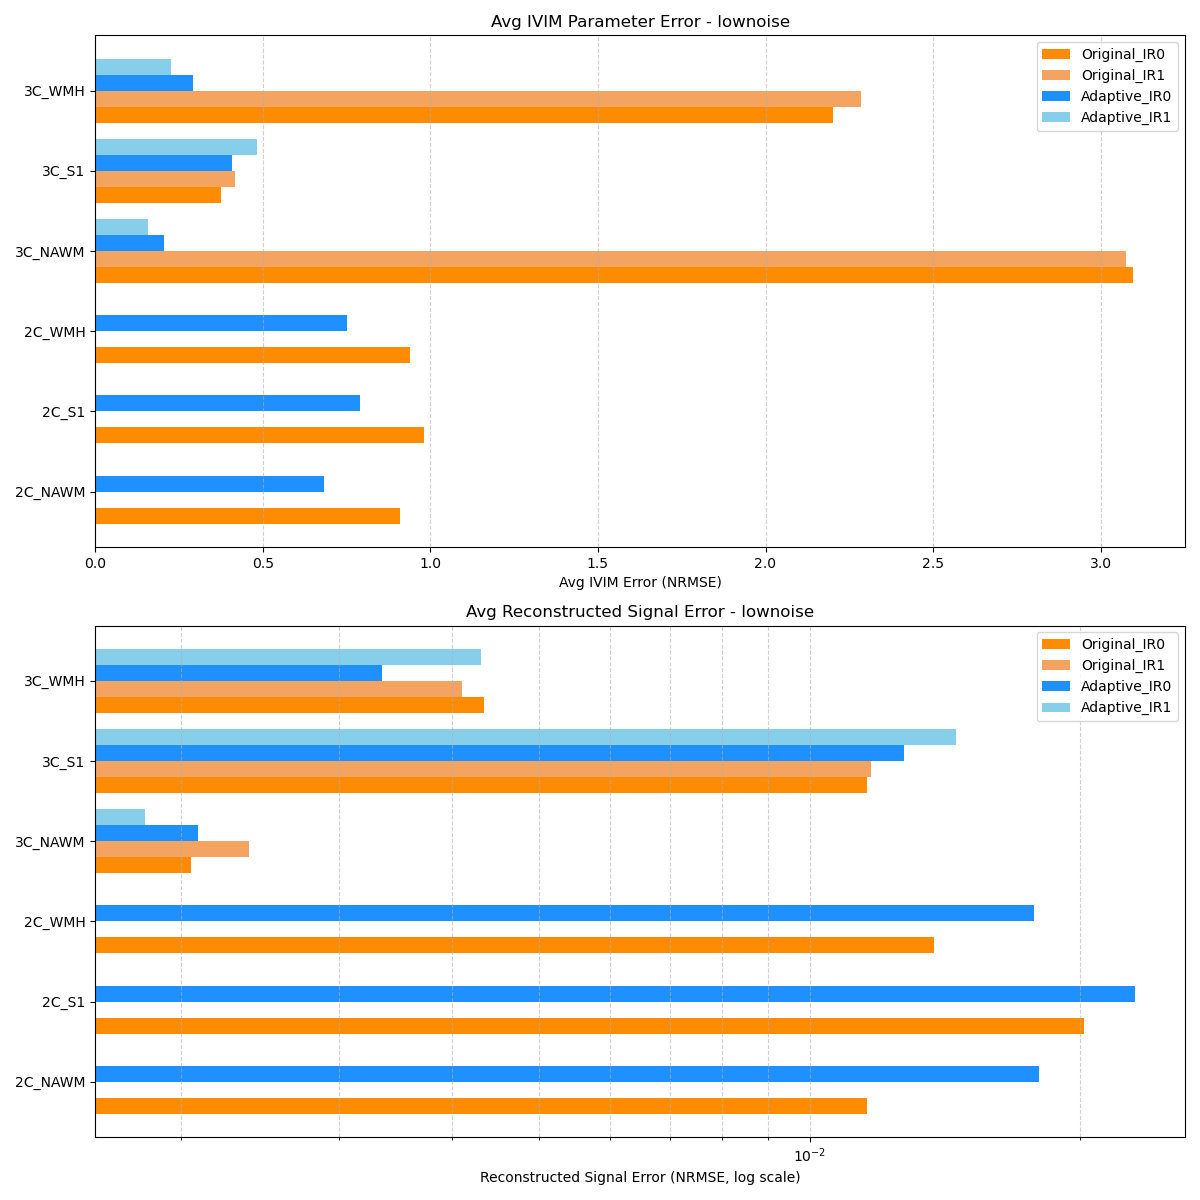 Avg IVIM Parameter Error - lownoise
Original_IR0
Original_IR1
Adaptive_IR0
Adaptive_IR1
3C_WMH
3C_S1
3C_NAWM
2C_WMH
2C_S1
2C_NAWM
0.0 0.5 1.0 1.5 2.0 2.5 3.0
Avg IVIM Error (NRMSE)
Avg Reconstructed Signal Error - lownoise
Original_IR0
Original_IR1
Adaptive_IR0
Adaptive_IR1
3C_WMH
3C_S1
3C_NAWM
2C_WMH
2C_S1
2C_NAWM
10⁻²
Reconstructed Signal Error (NRMSE, log scale)